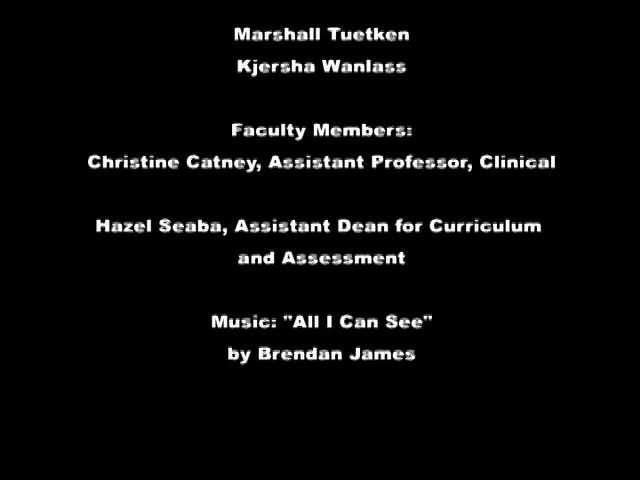 Marshall Tuetken
Kjersha Wanlass
Faculty Members:
Christine Catney, Assistant Professor, Clinical
Hazel Seaba, Assistant Dean for Curriculum
and Assessment
Music: "All I Can See"
by Brendan James